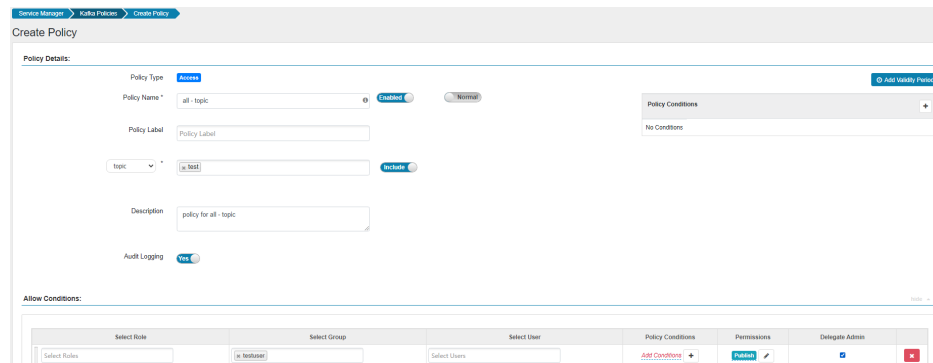 Service Manager Kafka Policies Create Policy
Create Policy
Policy Details:
Policy Type Access
Add Validity Period
Policy Name * all - topic Enabled Normal
Policy Conditions
No Conditions
Policy Label Policy Label
topic * test Include
Description policy for all - topic
Audit Logging Yes
Allow Conditions:
Select Role Select Group Select User Policy Conditions Permissions Delegate Admin
Select Roles testuser Select Users Add Conditions + Publish